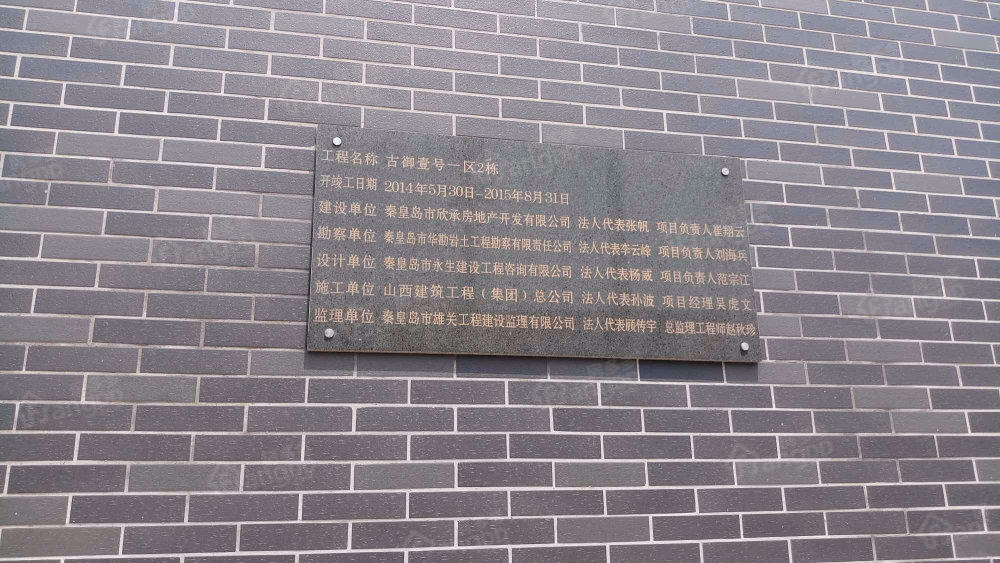 工程名称 古御壹号一区2栋
开竣工日期 2014年5月30日-2015年8月31日
建设单位 秦皇岛市欣承房地产开发有限公司 法人代表张帆 项目负责人崔翔云
勘察单位 秦皇岛市华勘岩土工程勘察有限责任公司 法人代表李云峰 项目负责人刘海兵
设计单位 秦皇岛市永生建设工程咨询有限公司 法人代表杨威 项目负责人范宗江
施工单位 山西建筑工程（集团）总公司 法人代表孙波 项目经理吴虎文
监理单位 秦皇岛市雄关工程建设监理有限公司 法人代表顾传宇 总监理工程师赵秋珍